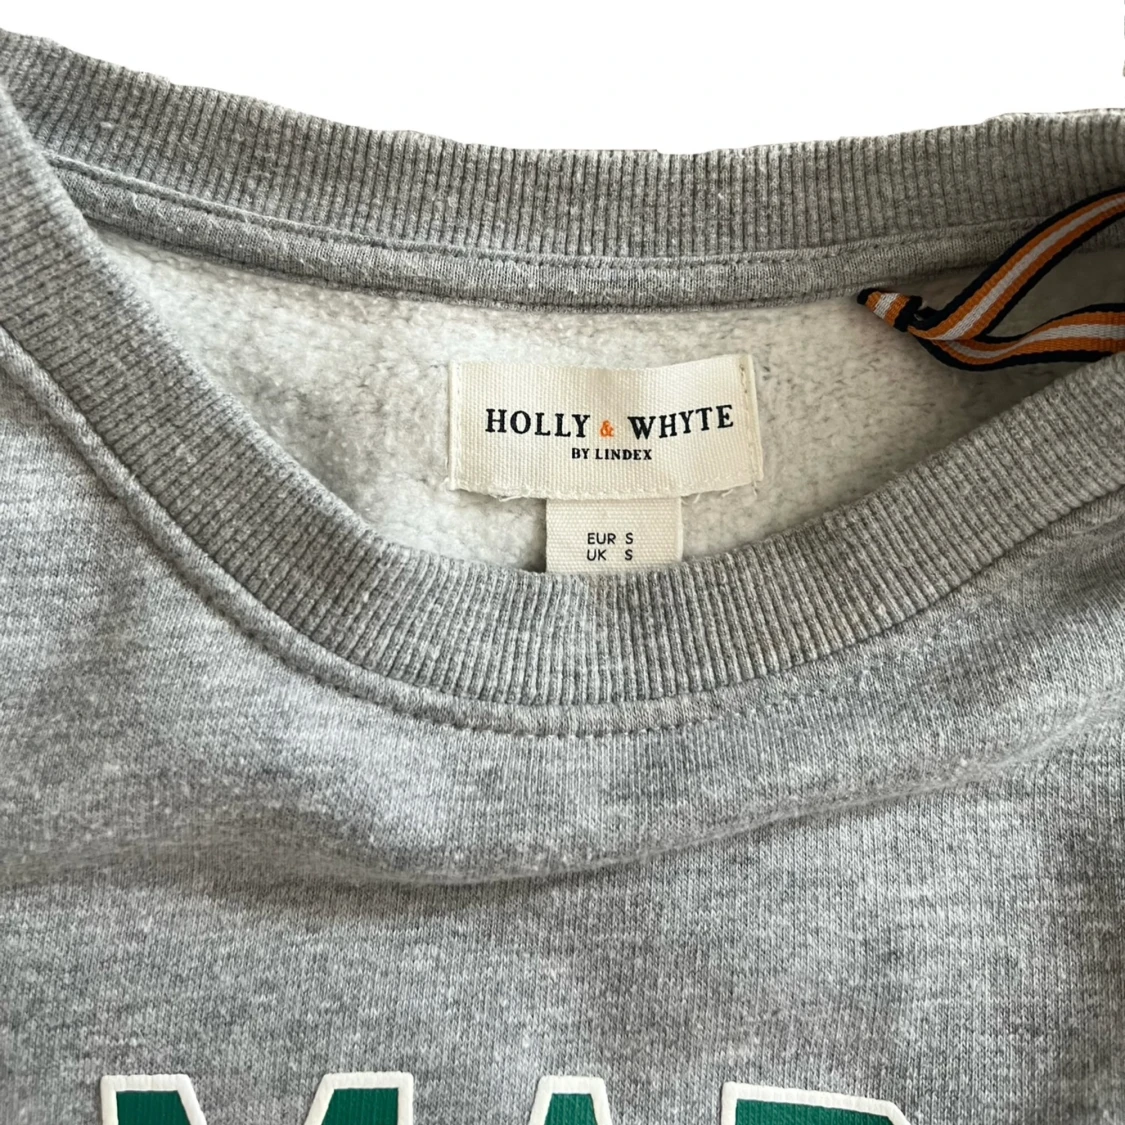 HOLLY & WHYTE
BY LINDEX
EUR S
UK S